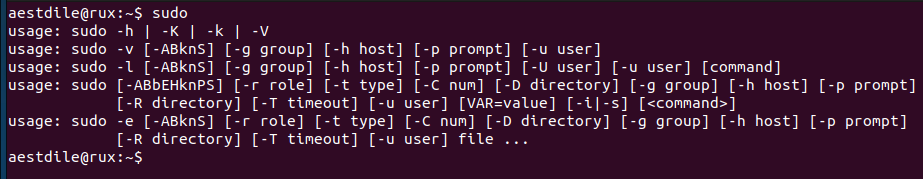 aestdile@rux:~$ sudo
usage: sudo -h | -K | -k | -V
usage: sudo -v [-ABknS] [-g group] [-h host] [-p prompt] [-u user]
usage: sudo -l [-ABknS] [-g group] [-h host] [-p prompt] [-U user] [-u user] [command]
usage: sudo [-ABbEHknPS] [-r role] [-t type] [-C num] [-D directory] [-g group] [-h host] [-p prompt]
            [-R directory] [-T timeout] [-u user] [VAR=value] [-i|-s] [<command>]
usage: sudo -e [-ABknS] [-r role] [-t type] [-C num] [-D directory] [-g group] [-h host] [-p prompt]
            [-R directory] [-T timeout] [-u user] file ...
aestdile@rux:~$